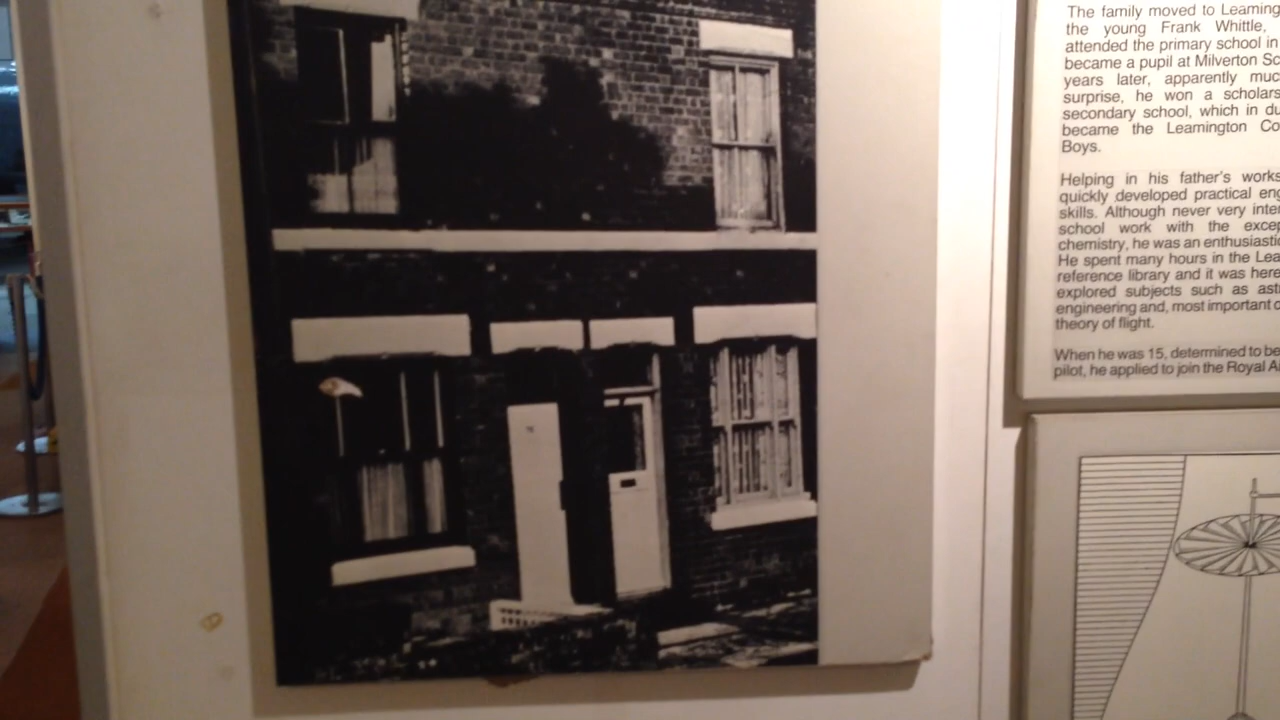 The family moved to Leaming
the young Frank Whittle,
attended the primary school in
became a pupil at Milverton Sc
years later, apparently muc
surprise, he won a scholars
secondary school, which in du
became the Leamington Co
Boys.
Helping in his father's works
quickly developed practical eng
skills. Although never very inte
school work with the excep
chemistry, he was an enthusiastic
He spent many hours in the Lea
reference library and it was here
explored subjects such as ast
engineering and, most important o
theory of flight.
When he was 15, determined to be
pilot, he applied to join the Royal Ai